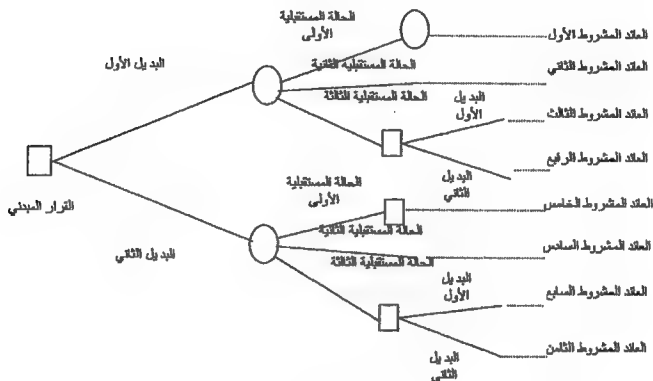 الحالة المستقبلية
الأولى
العائد المشروط الأول
البديل الأول
الحالة المستقبلية الثانية
العائد المشروط الثاني
الحالة المستقبلية الثالثة
البديل
الأول
العائد المشروط الثالث
العائد المشروط الرابع
البديل
الثاني
القرار المبدئي
الحالة المستقبلية
الأولى
العائد المشروط الخامس
الحالة المستقبلية الثانية
البديل الثاني
العائد المشروط السادس
الحالة المستقبلية الثالثة
البديل
الأول
العائد المشروط السابع
العائد المشروط الثامن
البديل
الثاني